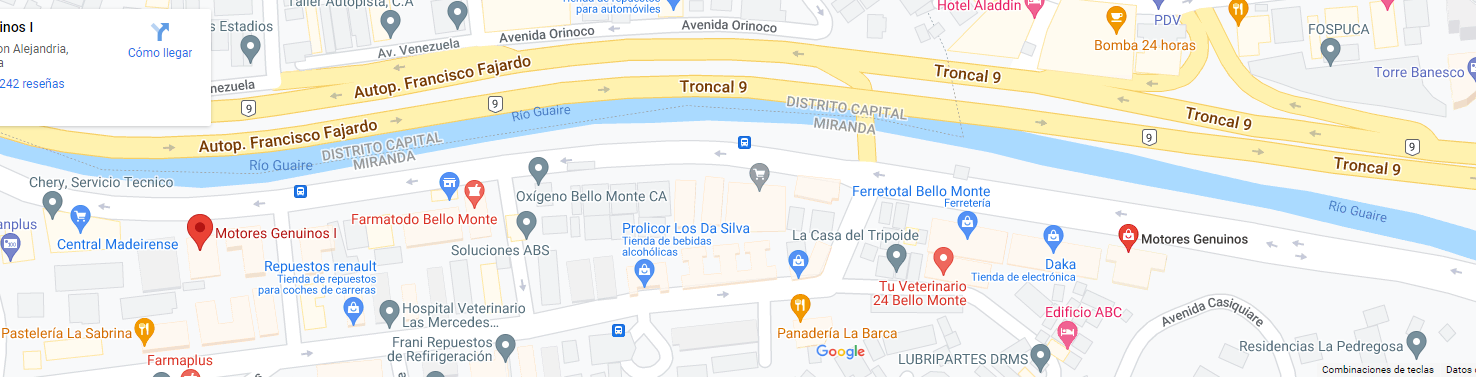 Taller Autopista, C.A
Tienda de repuestos
para automóviles
Hotel Aladdin
PDV
Bomba 24 horas
FOSPUCA
Torre Banesco
inos I
on Alejandria,
a
242 reseñas
Cómo llegar
Estadios
Avenida Orinoco
Avenida Orinoco
Av. Venezuela
nezuela
Autop. Francisco Fajardo
Troncal 9
Troncal 9
Troncal 9
Troncal 9
9
9
9
9
Autop. Francisco Fajardo
Río Guaire
DISTRITO CAPITAL
MIRANDA
DISTRITO CAPITAL
MIRANDA
Río Guaire
Río Guaire
Chery, Servicio Tecnico
anplus
Central Madeirense
Motores Genuinos I
Farmatodo Bello Monte
Oxígeno Bello Monte CA
Soluciones ABS
Prolicor Los Da Silva
Tienda de bebidas
alcohólicas
Ferretotal Bello Monte
Ferretería
La Casa del Tripoide
Motores Genuinos
Daka
Tienda de electrónica
Tu Veterinario
24 Bello Monte
Repuestos renault
Tienda de repuestos
para coches de carreras
Hospital Veterinario
Las Mercedes...
Frani Repuestos
de Refirigeración
Pastelería La Sabrina
Farmaplus
Panadería La Barca
Edificio ABC
Avenida Casiquiare
LUBRIPARTES DRMS
Residencias La Pedregosa
Google
Combinaciones de teclas
Datos